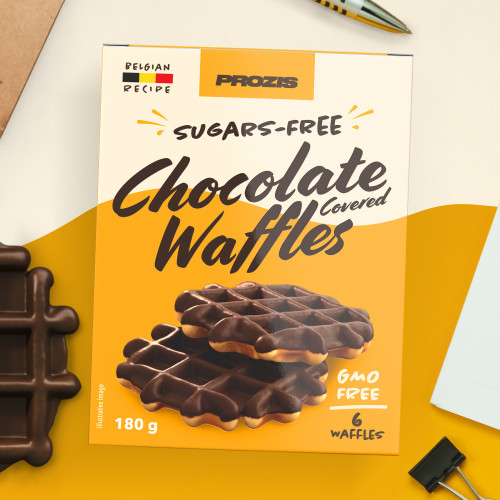 BELGIAN
RECIPE
PROZIS
SUGARS-FREE
Chocolate
Covered
Waffles
GMO
FREE
6
WAFFLES
180 g
Illustrative image